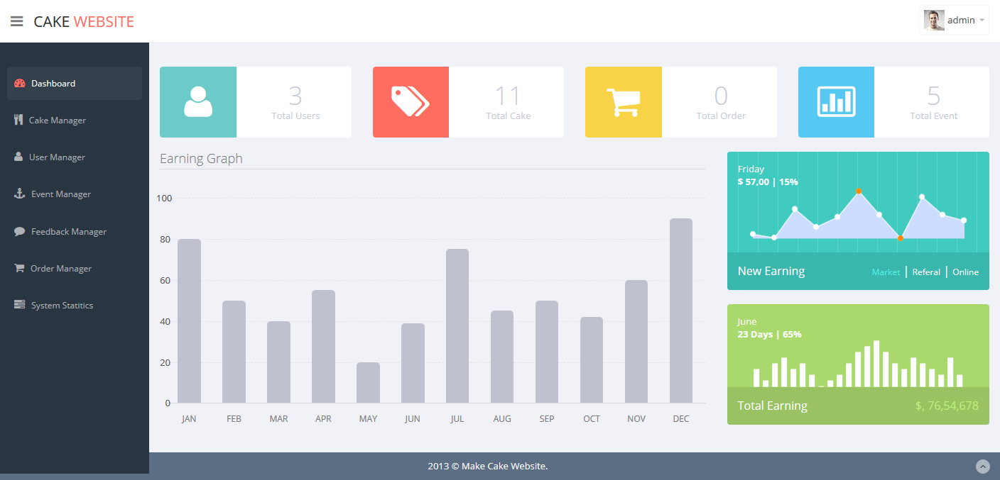 CAKE WEBSITE
admin
Dashboard
Cake Manager
User Manager
Event Manager
Feedback Manager
Order Manager
System Statitics
3
Total Users
11
Total Cake
0
Total Order
5
Total Event
Earning Graph
100
80
60
40
20
0
JAN FEB MAR APR MAY JUN JUL AUG SEP OCT NOV DEC
Friday
$ 57,00 | 15%
New Earning
Market | Referal | Online
June
23 Days | 65%
Total Earning
$, 76,54,678
2013 © Make Cake Website.